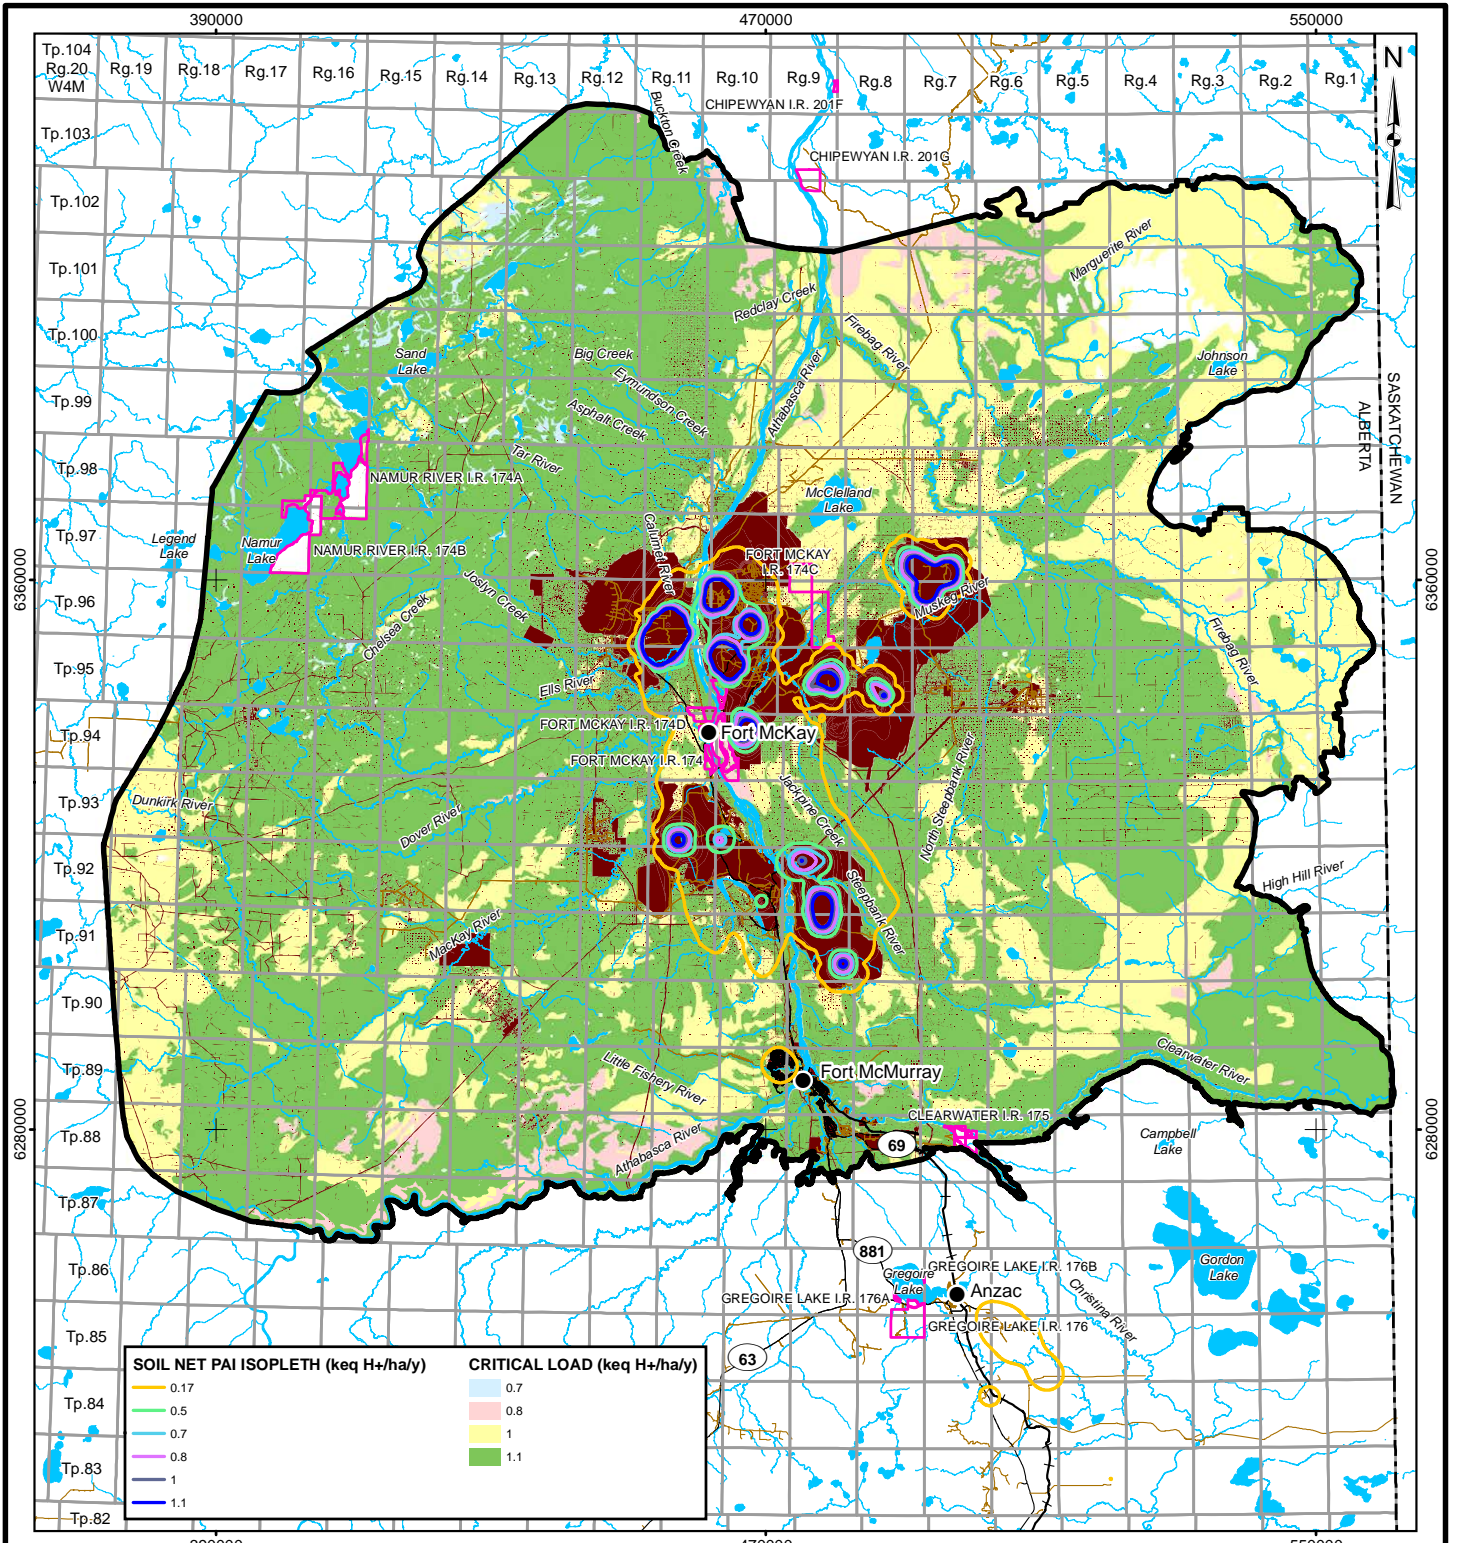 390000 470000 550000
Tp.104
Rg.20 Rg.19 Rg.18 Rg.17 Rg.16 Rg.15 Rg.14 Rg.13 Rg.12 Rg.11 Rg.10 Rg.9 Rg.8 Rg.7 Rg.6 Rg.5 Rg.4 Rg.3 Rg.2 Rg.1
W4M
N
CHIPEWYAN I.R. 201F
Tp.103
Buckton Creek
CHIPEWYAN I.R. 201G
Tp.102
Marguerite River
Tp.101
Redclay Creek
Firebag River
Tp.100
Sand
Lake
Big Creek
Athabasca River
Johnson
Lake
Eymundson Creek
Tp.99
Asphalt Creek
SASKATCHEWAN
ALBERTA
Tar River
Tp.98
NAMUR RIVER I.R. 174A
McClelland
Lake
Tp.97
Legend
Lake
Namur
Lake
NAMUR RIVER I.R. 174B
Calumet River
FORT MCKAY
I.R. 174C
6360000
6360000
Tp.96
Joslyn Creek
Muskeg River
Chelsea Creek
Firebag River
Tp.95
Ells River
Tp.94
FORT MCKAY I.R. 174D
Fort McKay
FORT MCKAY I.R.174
Tp.93
Dunkirk River
Dover River
Jackpine Creek
North Steepbank River
Tp.92
High Hill River
Steepbank River
Tp.91
MacKay River
Tp.90
Tp.89
Little Fishery River
Fort McMurray
Clearwater River
6280000
6280000
Tp.88
CLEARWATER I.R. 175
Campbell
Lake
69
Athabasca River
Tp.87
881
Tp.86
Gregoire
Lake
GREGOIRE LAKE I.R. 176B
Gordon
Lake
Anzac
GREGOIRE LAKE I.R. 176A
Christina River
GREGOIRE LAKE I.R. 176
Tp.85
63
SOIL NET PAI ISOPLETH (keq H+/ha/y) CRITICAL LOAD (keq H+/ha/y)
0.17 0.7
0.5 0.8
0.7 1
0.8 1.1
1
1.1
Tp.84
Tp.83
Tp.82